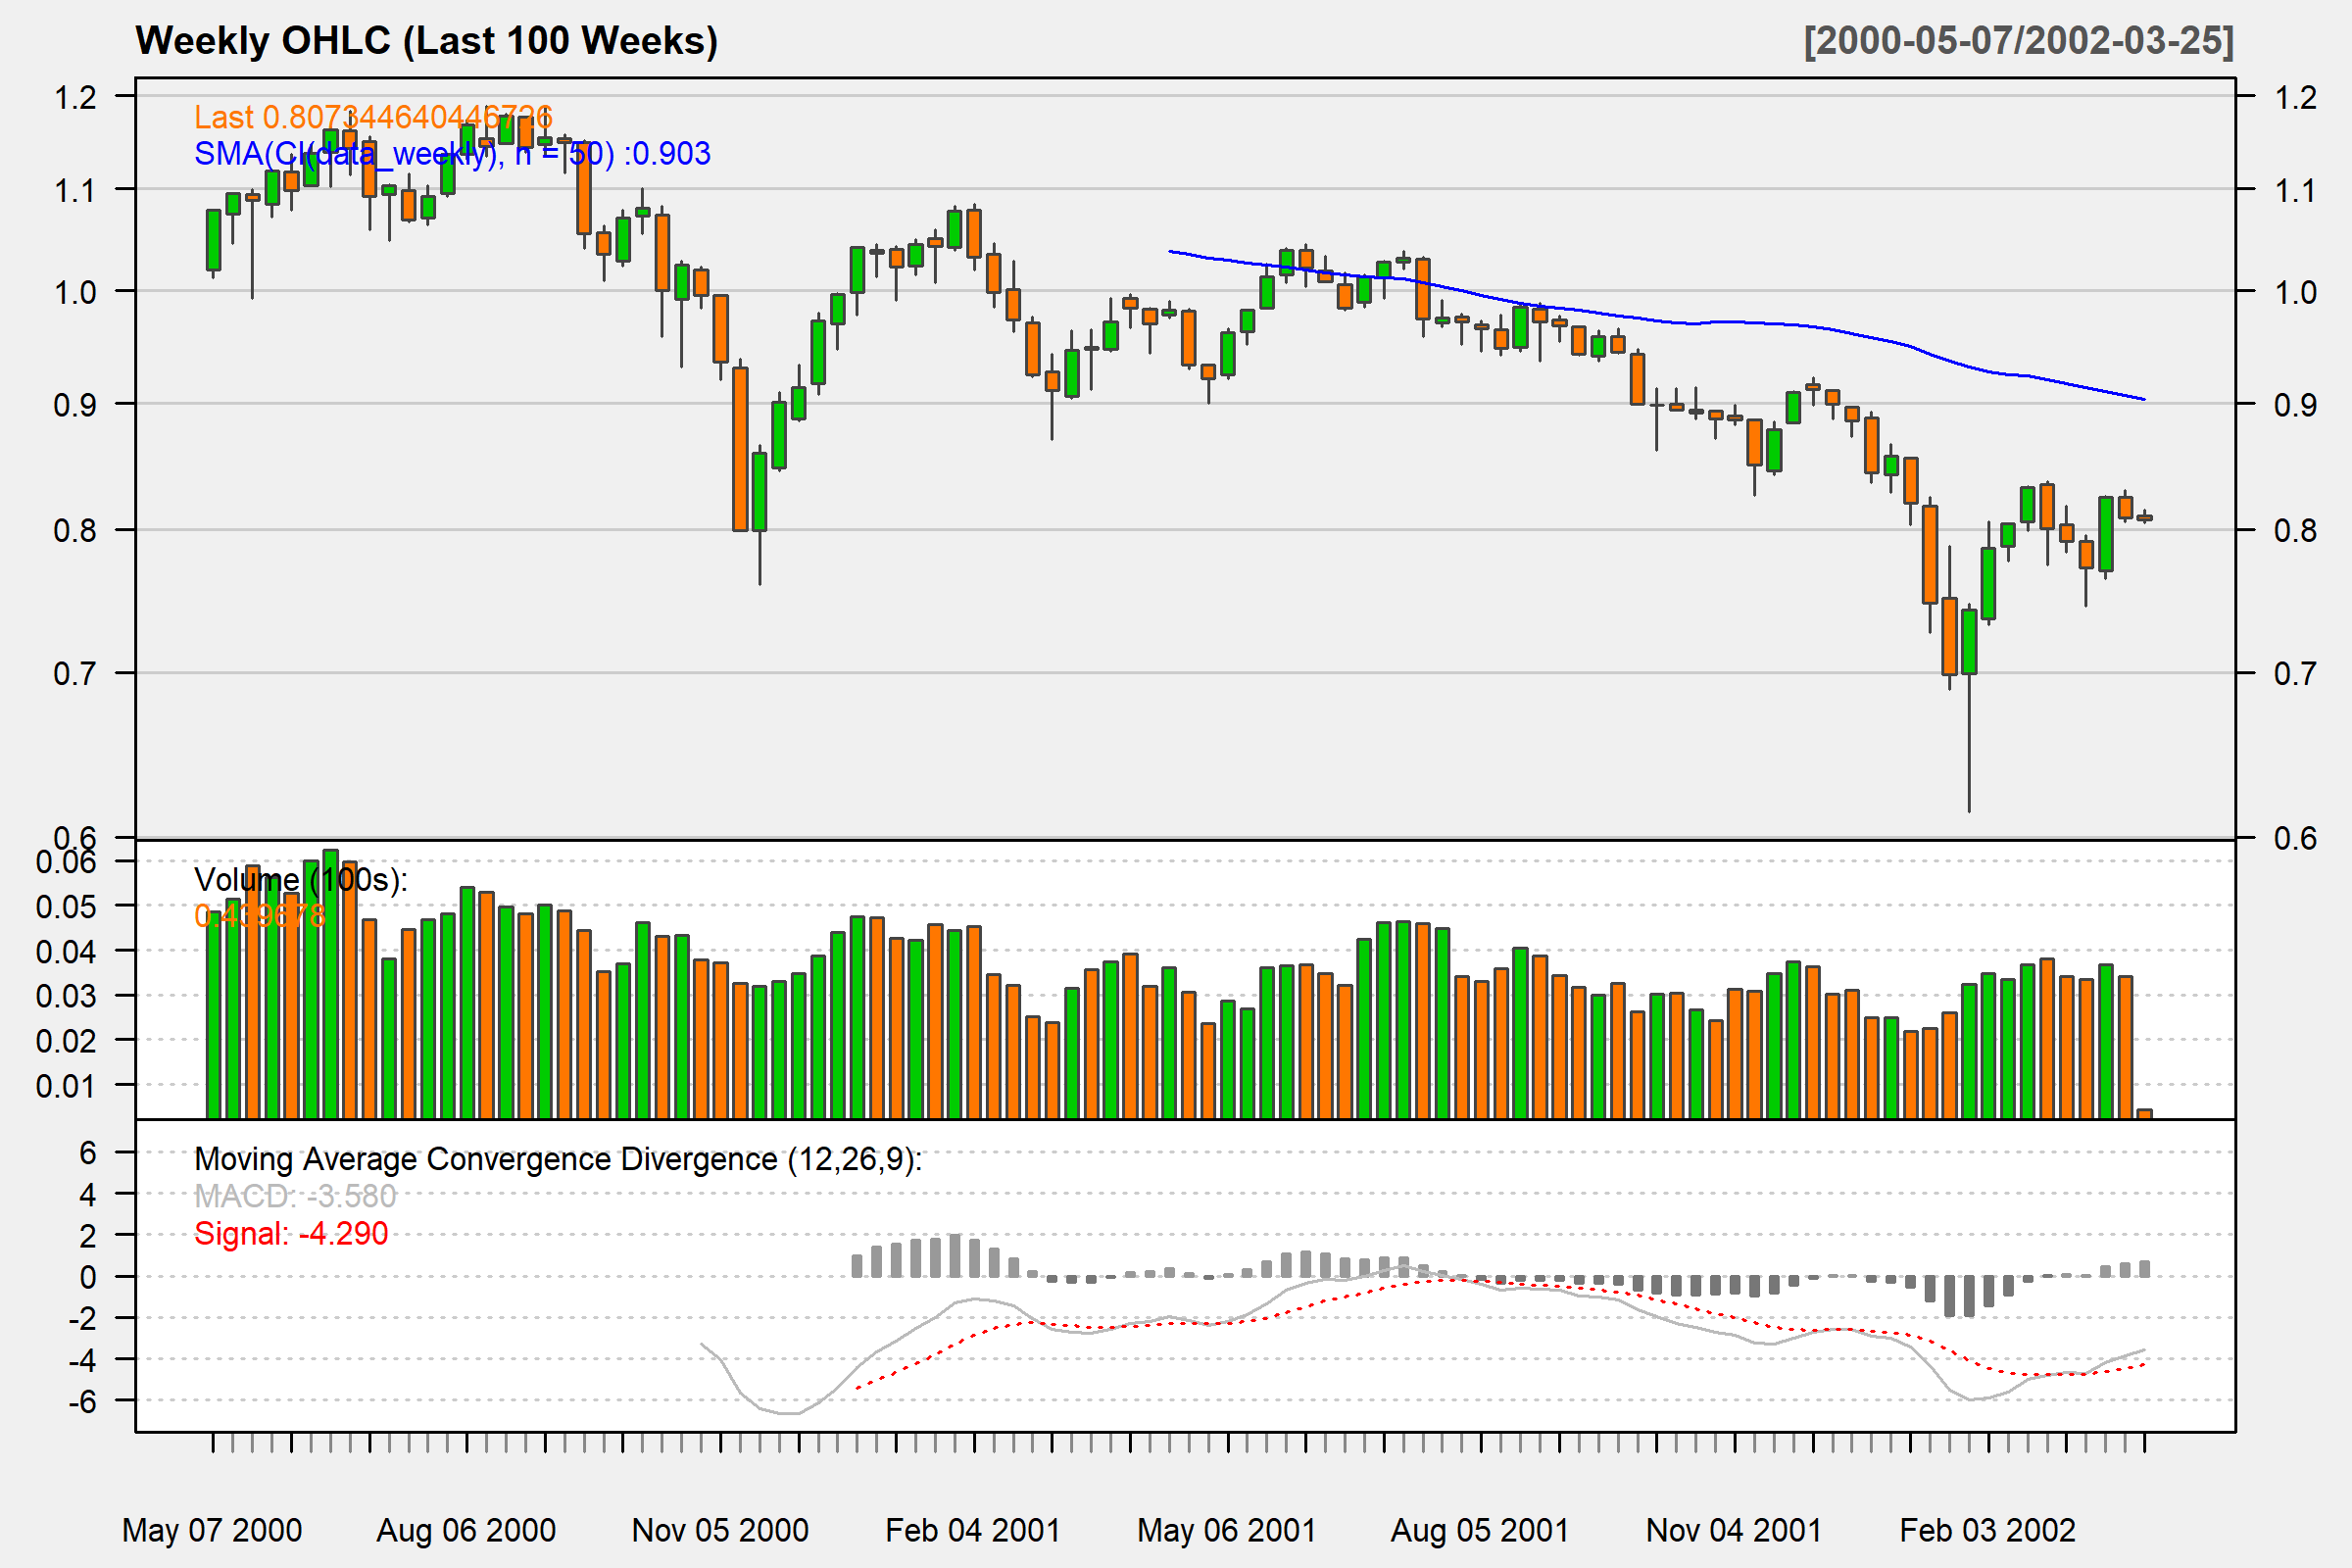 Weekly OHLC (Last 100 Weeks) [2000-05-07/2002-03-25]
Last 0.807344640446726
SMA(Cl(data_weekly), n = 50) :0.903
1.2 1.2
1.1 1.1
1.0 1.0
0.9 0.9
0.8 0.8
0.7 0.7
0.6 0.6
Volume (100s):
0.439678
0.06
0.05
0.04
0.03
0.02
0.01
Moving Average Convergence Divergence (12,26,9):
MACD: -3.580
Signal: -4.290
6
4
2
0
-2
-4
-6
May 07 2000 Aug 06 2000 Nov 05 2000 Feb 04 2001 May 06 2001 Aug 05 2001 Nov 04 2001 Feb 03 2002